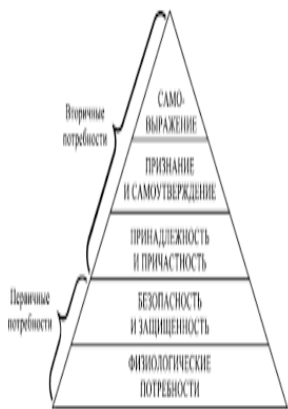 САМО-
ВЫРАЖЕНИЕ
Вторичные
потребности
ПРИЗНАНИЕ
И САМОУТВЕРЖДЕНИЕ
ПРИНАДЛЕЖНОСТЬ
И ПРИЧАСТНОСТЬ
Первичные
потребности
БЕЗОПАСНОСТЬ
И ЗАЩИЩЕННОСТЬ
ФИЗИОЛОГИЧЕСКИЕ
ПОТРЕБНОСТИ